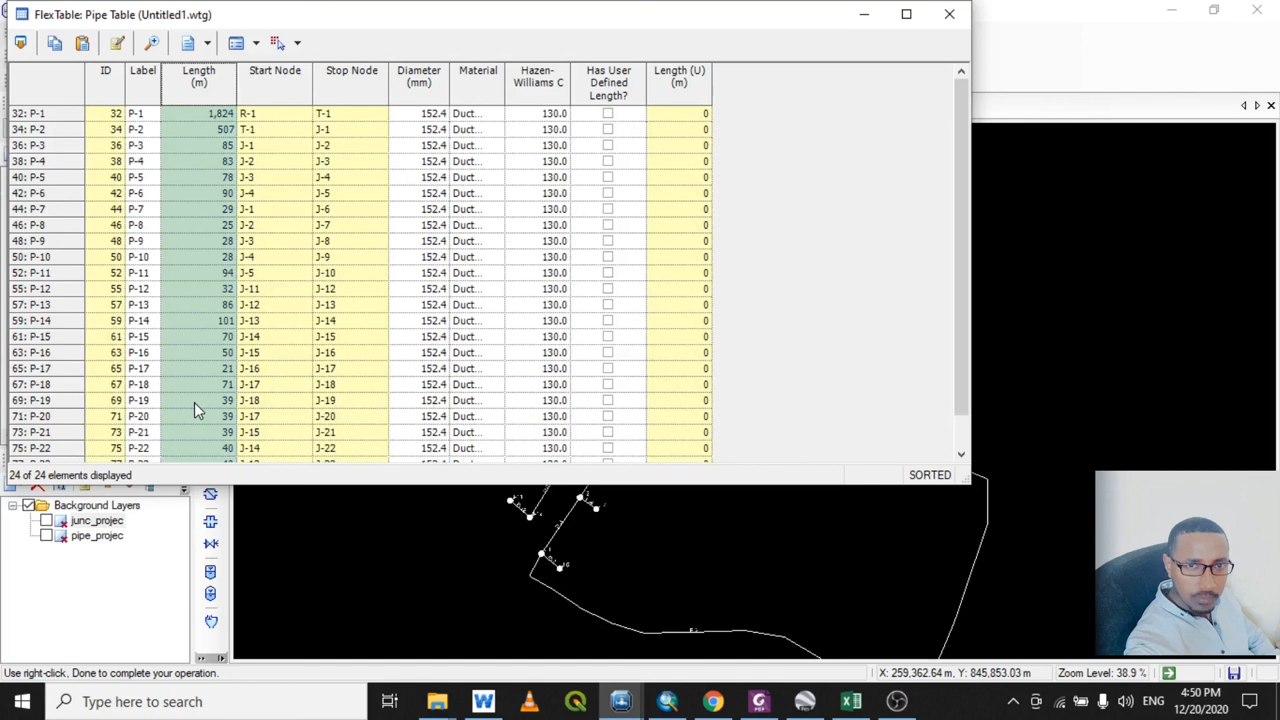 FlexTable: Pipe Table (Untitled1.wtg)
ID Label Length (m) Start Node Stop Node Diameter (mm) Material Hazen-Williams C Has User Defined Length? Length (U) (m)
32: P-1 32 P-1 1,824 R-1 T-1 152.4 Duct... 130.0 0
34: P-2 34 P-2 507 T-1 J-1 152.4 Duct... 130.0 0
36: P-3 36 P-3 85 J-1 J-2 152.4 Duct... 130.0 0
38: P-4 38 P-4 83 J-2 J-3 152.4 Duct... 130.0 0
40: P-5 40 P-5 78 J-3 J-4 152.4 Duct... 130.0 0
42: P-6 42 P-6 90 J-4 J-5 152.4 Duct... 130.0 0
44: P-7 44 P-7 29 J-1 J-6 152.4 Duct... 130.0 0
46: P-8 46 P-8 25 J-2 J-7 152.4 Duct... 130.0 0
48: P-9 48 P-9 28 J-3 J-8 152.4 Duct... 130.0 0
50: P-10 50 P-10 28 J-4 J-9 152.4 Duct... 130.0 0
52: P-11 52 P-11 94 J-5 J-10 152.4 Duct... 130.0 0
55: P-12 55 P-12 32 J-11 J-12 152.4 Duct... 130.0 0
57: P-13 57 P-13 86 J-12 J-13 152.4 Duct... 130.0 0
59: P-14 59 P-14 101 J-13 J-14 152.4 Duct... 130.0 0
61: P-15 61 P-15 70 J-14 J-15 152.4 Duct... 130.0 0
63: P-16 63 P-16 50 J-15 J-16 152.4 Duct... 130.0 0
65: P-17 65 P-17 21 J-16 J-17 152.4 Duct... 130.0 0
67: P-18 67 P-18 71 J-17 J-18 152.4 Duct... 130.0 0
69: P-19 69 P-19 39 J-18 J-19 152.4 Duct... 130.0 0
71: P-20 71 P-20 39 J-17 J-20 152.4 Duct... 130.0 0
73: P-21 73 P-21 39 J-15 J-21 152.4 Duct... 130.0 0
75: P-22 75 P-22 40 J-14 J-22 152.4 Duct... 130.0 0
24 of 24 elements displayed SORTED
Background Layers
junc_projec
pipe_projec
Use right-click, Done to complete your operation. X: 259,362.64 m, Y: 845,853.03 m Zoom Level: 38.9 %
Type here to search ENG 4:50 PM
12/20/2020